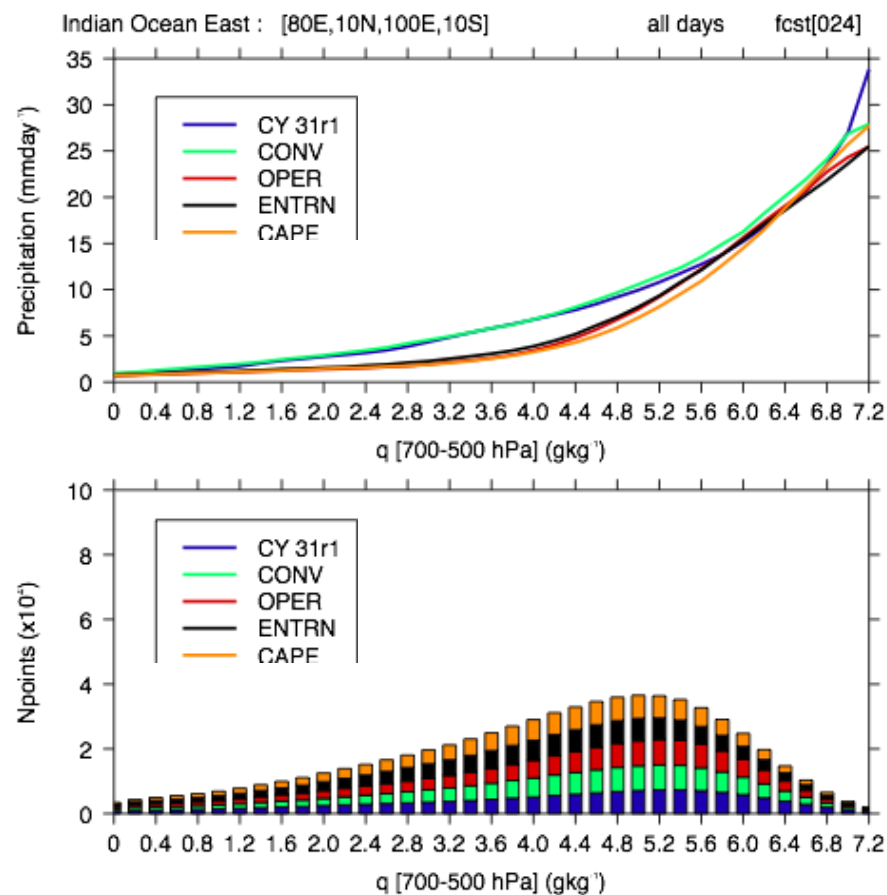 Indian Ocean East : [80E,10N,100E,10S] all days fcst[024]
35
30
25
20
15
10
5
0
Precipitation (mmday⁻¹)
CY 31r1
CONV
OPER
ENTRN
CAPE
0 0.4 0.8 1.2 1.6 2.0 2.4 2.8 3.2 3.6 4.0 4.4 4.8 5.2 5.6 6.0 6.4 6.8 7.2
q [700-500 hPa] (gkg⁻¹)
10
8
6
4
2
0
Npoints (x10⁴)
CY 31r1
CONV
OPER
ENTRN
CAPE
0 0.4 0.8 1.2 1.6 2.0 2.4 2.8 3.2 3.6 4.0 4.4 4.8 5.2 5.6 6.0 6.4 6.8 7.2
q [700-500 hPa] (gkg⁻¹)